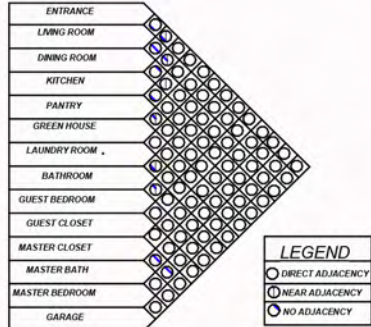 ENTRANCE
LIVING ROOM
DINING ROOM
KITCHEN
PANTRY
GREEN HOUSE
LAUNDRY ROOM .
BATHROOM
GUEST BEDROOM
GUEST CLOSET
MASTER CLOSET
MASTER BATH
MASTER BEDROOM
GARAGE
LEGEND
DIRECT ADJACENCY
NEAR ADJACENCY
NO ADJACENCY